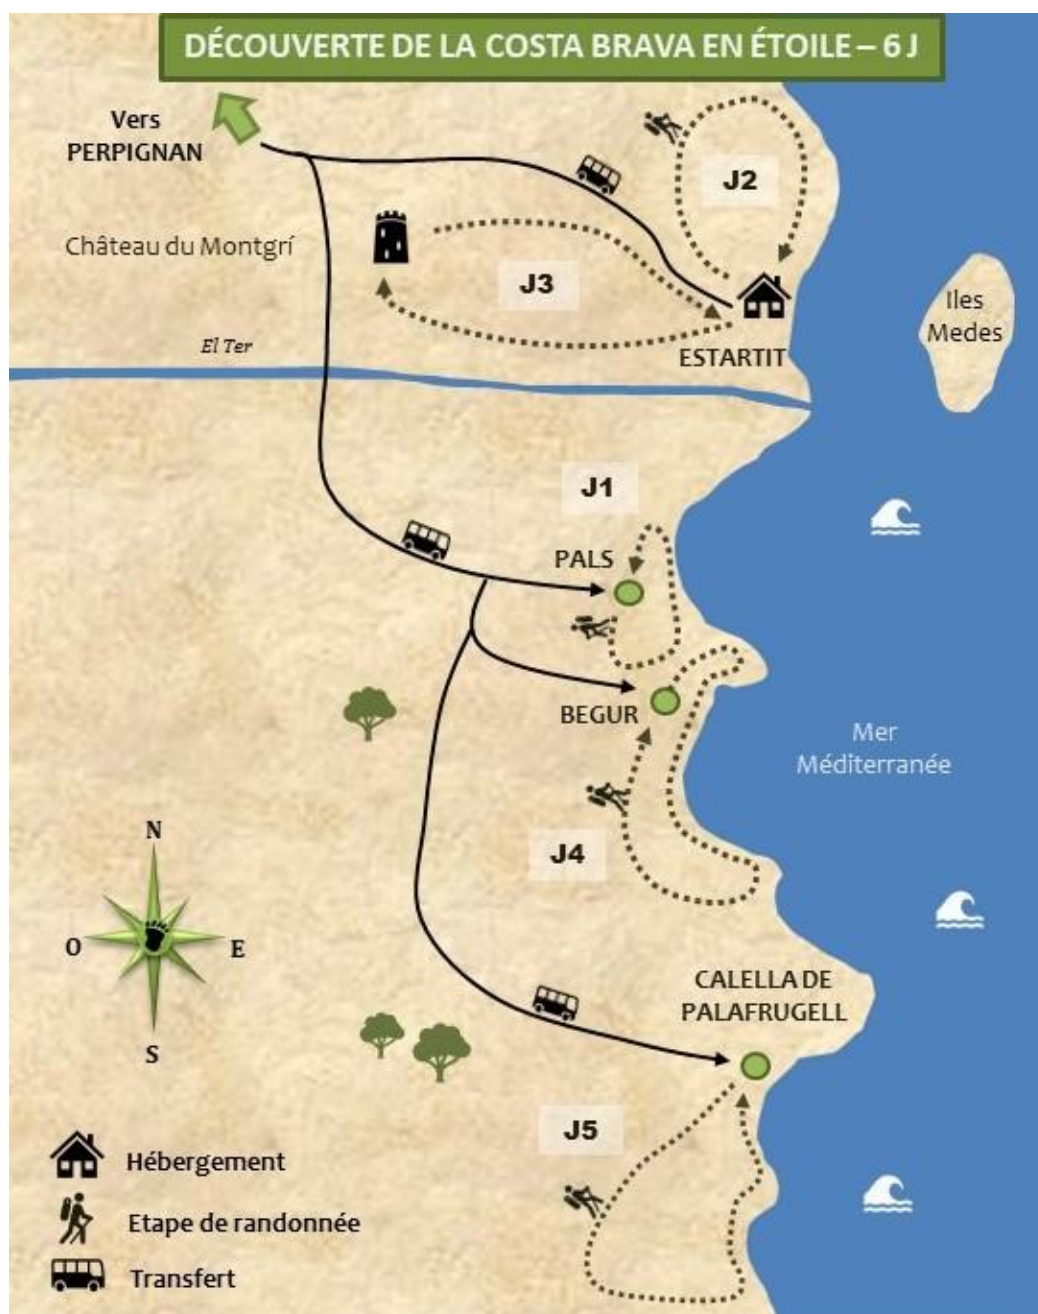 DÉCOUVERTE DE LA COSTA BRAVA EN ÉTOILE – 6 J
Vers
PERPIGNAN
J2
Château du Montgrí
J3
Iles
Medes
El Ter
ESTARTIT
J1
PALS
BEGUR
Mer
Méditerranée
J4
N
O
E
S
CALELLA DE
PALAFRUGELL
J5
Hébergement
Etape de randonnée
Transfert